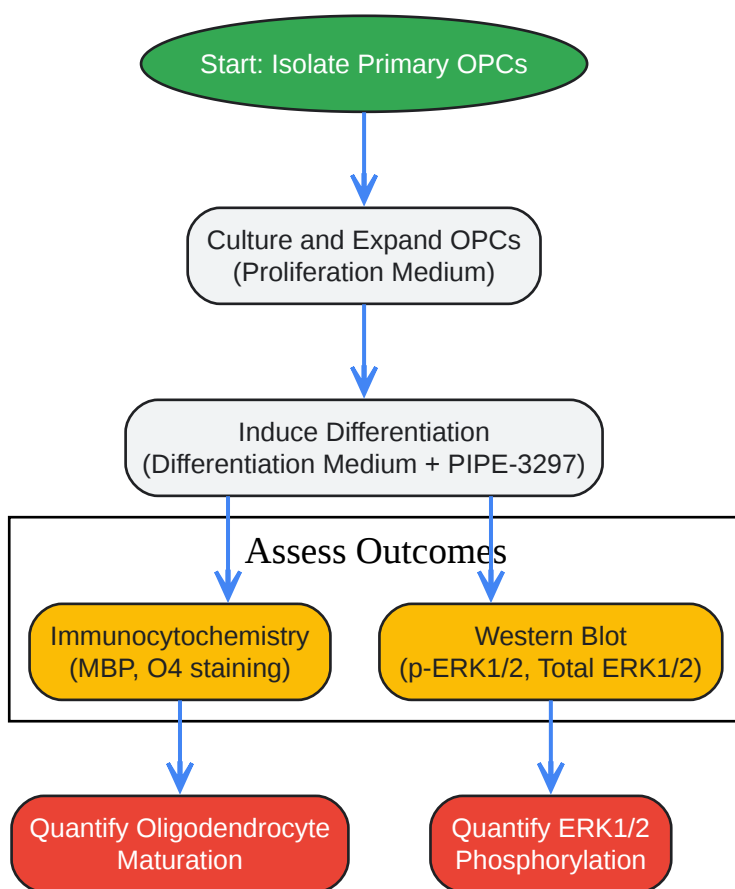 Start: Isolate Primary OPCs
Culture and Expand OPCs
(Proliferation Medium)
Induce Differentiation
(Differentiation Medium + PIPE-3297)
Assess Outcomes
Immunocytochemistry
(MBP, O4 staining)
Western Blot
(p-ERK1/2, Total ERK1/2)
Quantify Oligodendrocyte
Maturation
Quantify ERK1/2
Phosphorylation